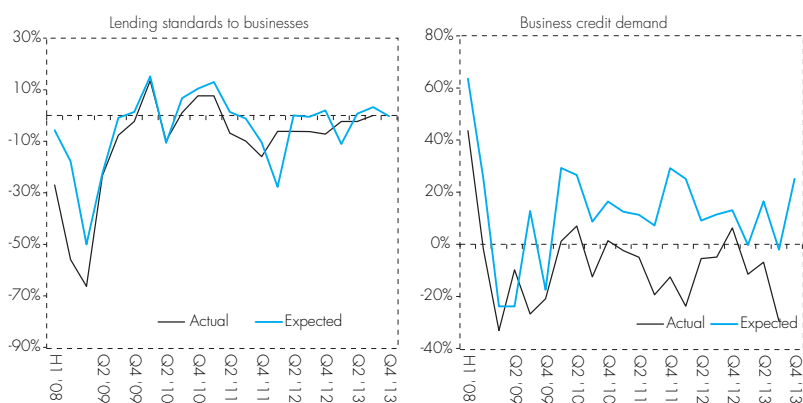 Lending standards to businesses
30%
10%
-10%
-30%
-50%
-70%
-90%
Actual
Expected
H1 '08
Q2 '09
Q4 '09
Q2 '10
Q4 '10
Q2 '11
Q4 '11
Q2 '12
Q4 '12
Q2 '13
Q4 '13
Business credit demand
80%
60%
40%
20%
0%
-20%
-40%
Actual
Expected
H1 '08
Q2 '09
Q4 '09
Q2 '10
Q4 '10
Q2 '11
Q4 '11
Q2 '12
Q4 '12
Q2 '13
Q4 '13